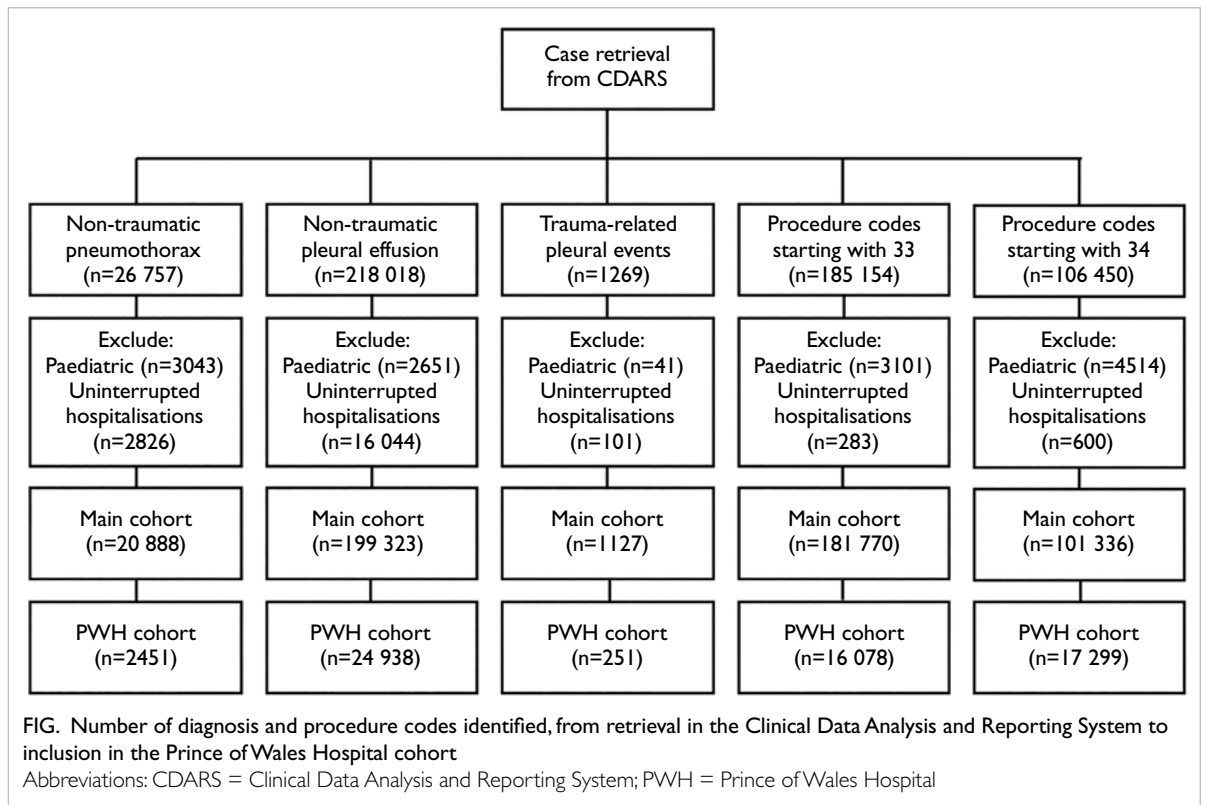 Case retrieval
from CDARS
Non-traumatic
pneumothorax
(n=26 757)
Non-traumatic
pleural effusion
(n=218 018)
Trauma-related
pleural events
(n=1269)
Procedure codes
starting with 33
(n=185 154)
Procedure codes
starting with 34
(n=106 450)
Exclude:
Paediatric (n=3043)
Uninterrupted
hospitalisations
(n=2826)
Exclude:
Paediatric (n=2651)
Uninterrupted
hospitalisations
(n=16 044)
Exclude:
Paediatric (n=41)
Uninterrupted
hospitalisations
(n=101)
Exclude:
Paediatric (n=3101)
Uninterrupted
hospitalisations
(n=283)
Exclude:
Paediatric (n=4514)
Uninterrupted
hospitalisations
(n=600)
Main cohort
(n=20 888)
Main cohort
(n=199 323)
Main cohort
(n=1127)
Main cohort
(n=181 770)
Main cohort
(n=101 336)
PWH cohort
(n=2451)
PWH cohort
(n=24 938)
PWH cohort
(n=251)
PWH cohort
(n=16 078)
PWH cohort
(n=17 299)
FIG. Number of diagnosis and procedure codes identified, from retrieval in the Clinical Data Analysis and Reporting System to
inclusion in the Prince of Wales Hospital cohort
Abbreviations: CDARS = Clinical Data Analysis and Reporting System; PWH = Prince of Wales Hospital